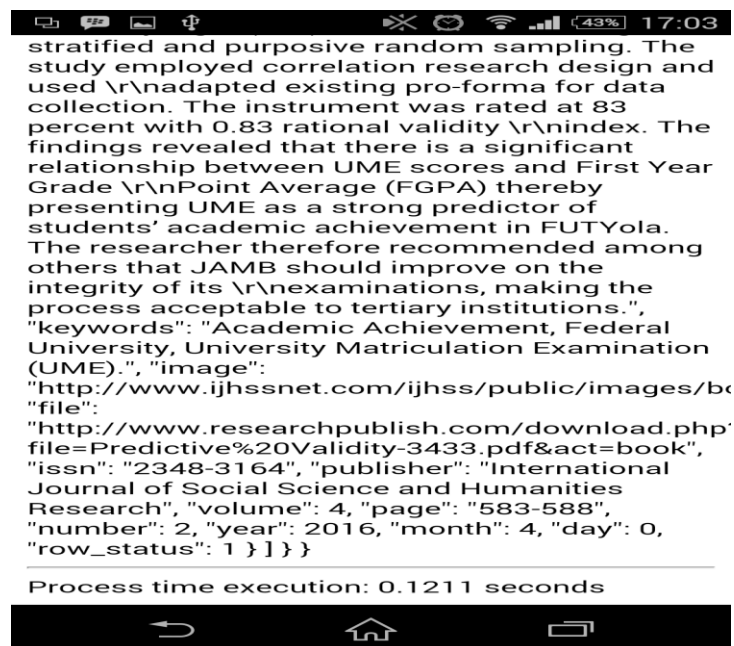 43% 17:03
stratified and purposive random sampling. The
study employed correlation research design and
used \r\nadapted existing pro-forma for data
collection. The instrument was rated at 83
percent with 0.83 rational validity \r\nindex. The
findings revealed that there is a significant
relationship between UME scores and First Year
Grade \r\nPoint Average (FGPA) thereby
presenting UME as a strong predictor of
students’ academic achievement in FUTYola.
The researcher therefore recommended among
others that JAMB should improve on the
integrity of its \r\nexaminations, making the
process acceptable to tertiary institutions.",
"keywords": "Academic Achievement, Federal
University, University Matriculation Examination
(UME).", "image":
"http://www.ijhssnet.com/ijhss/public/images/bo
"file":
"http://www.researchpublish.com/download.php?
file=Predictive%20Validity-3433.pdf&act=book",
"issn": "2348-3164", "publisher": "International
Journal of Social Science and Humanities
Research", "volume": 4, "page": "583-588",
"number": 2, "year": 2016, "month": 4, "day": 0,
"row_status": 1 } ] } }
Process time execution: 0.1211 seconds